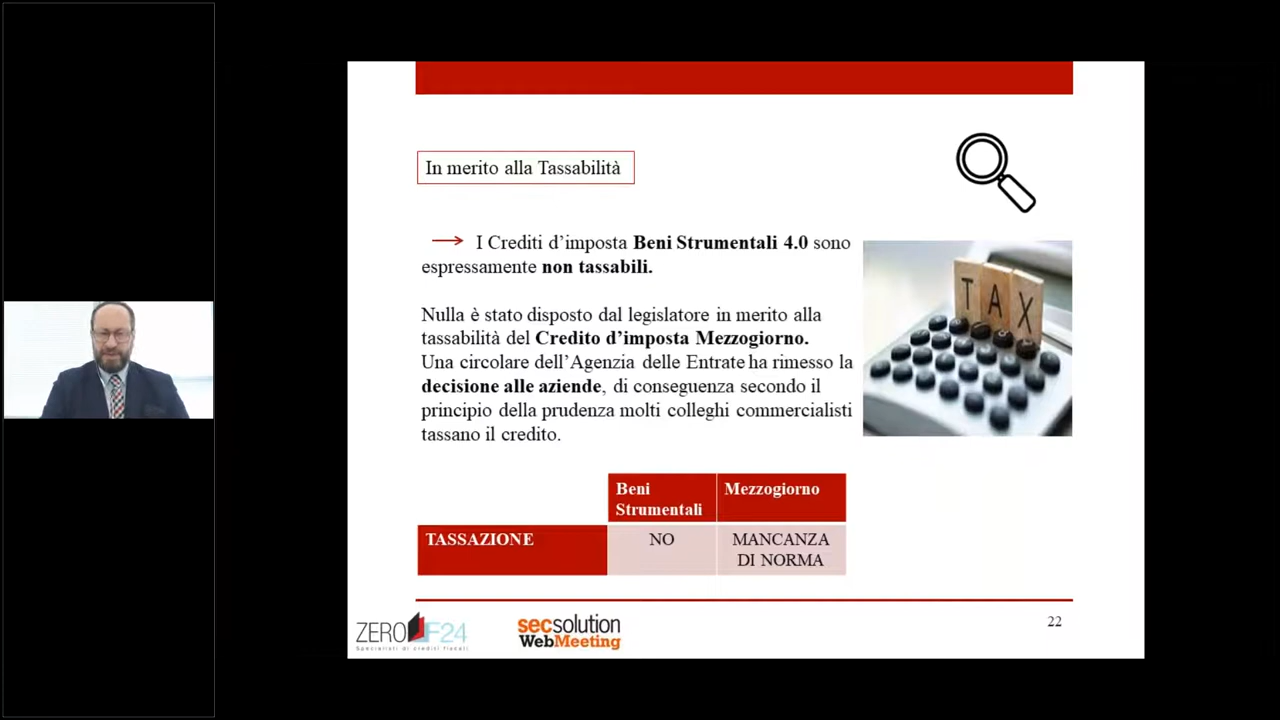 In merito alla Tassabilità
I Crediti d’imposta Beni Strumentali 4.0 sono
espressamente non tassabili.
Nulla è stato disposto dal legislatore in merito alla
tassabilità del Credito d’imposta Mezzogiorno.
Una circolare dell’Agenzia delle Entrate ha rimesso la
decisione alle aziende, di conseguenza secondo il
principio della prudenza molti colleghi commercialisti
tassano il credito.
TAX
Beni
Strumentali
Mezzogiorno
TASSAZIONE
NO
MANCANZA
DI NORMA
ZERO F24
Specialisti di crediti fiscali
secsolution
WebMeeting
22